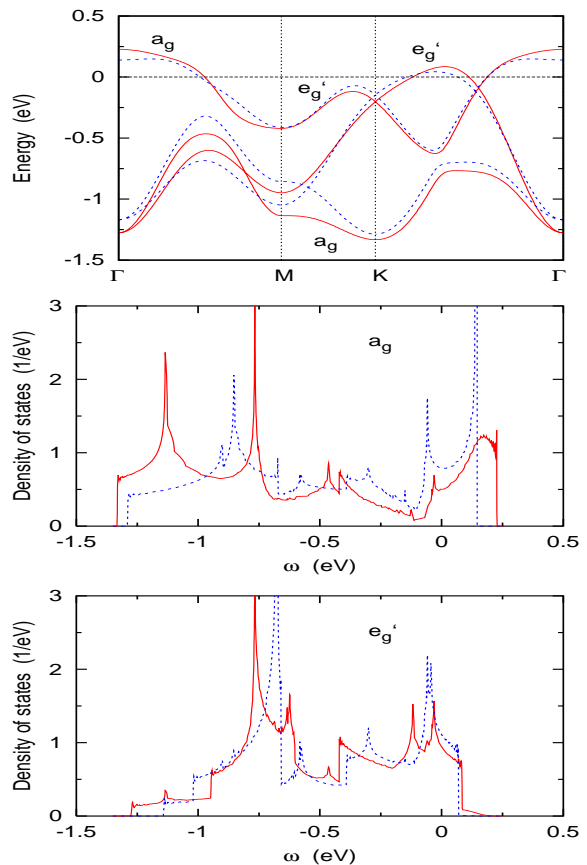 a_g
e_g‘
e_g‘
a_g
Energy (eV)
0.5
0
-0.5
-1
-1.5
Γ
M
K
Γ
a_g
Density of states (1/eV)
3
2
1
0
-1.5
-1
-0.5
0
0.5
ω (eV)
e_g‘
Density of states (1/eV)
3
2
1
0
-1.5
-1
-0.5
0
0.5
ω (eV)